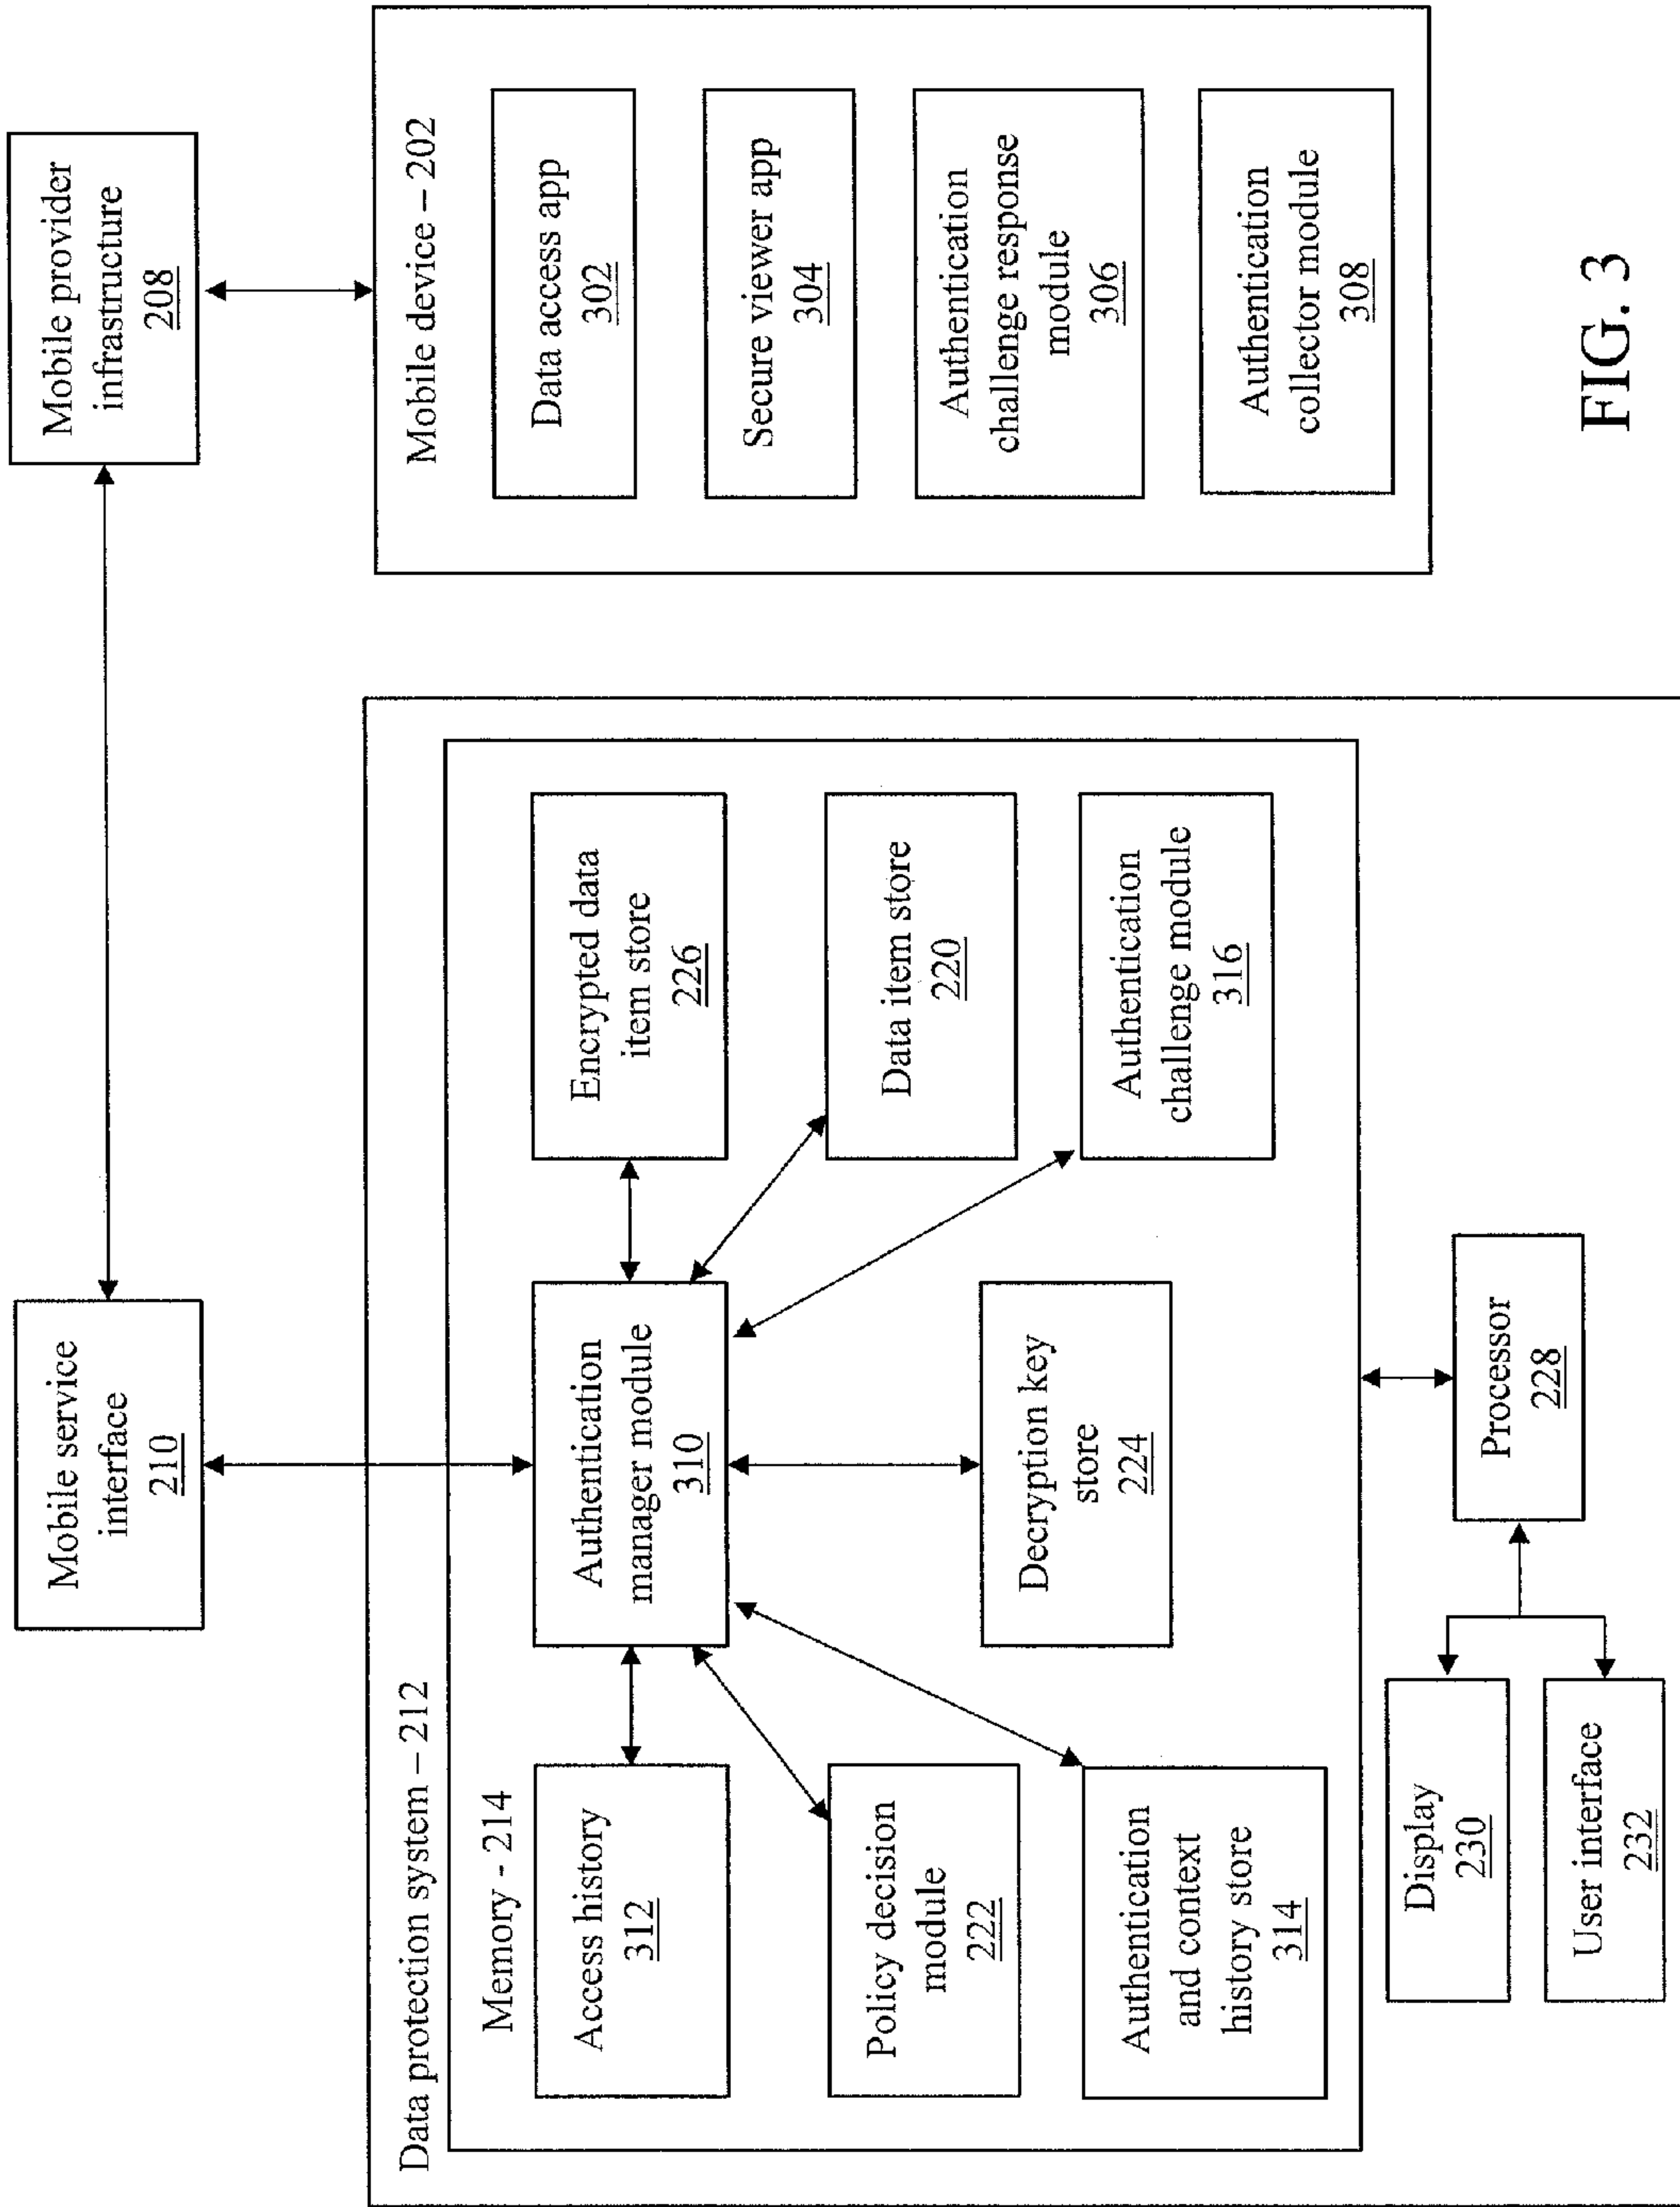 Mobile service
interface
210
Mobile provider
infrastructure
208
Data protection system – 212
Memory - 214
Access history
312
Authentication
manager module
310
Encrypted data
item store
226
Policy decision
module
222
Data item store
220
Authentication
and context
history store
314
Decryption key
store
224
Authentication
challenge module
316
Display
230
User interface
232
Processor
228
Mobile device – 202
Data access app
302
Secure viewer app
304
Authentication
challenge response
module
306
Authentication
collector module
308
FIG. 3